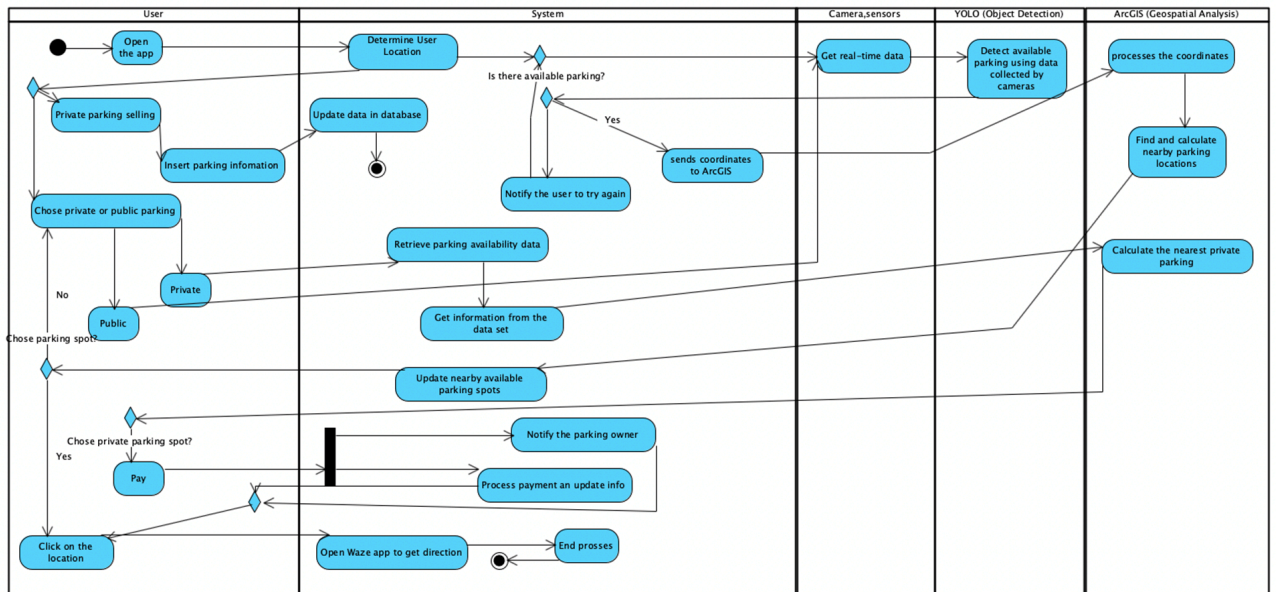 User
System
Camera,sensors
YOLO (Object Detection)
ArcGIS (Geospatial Analysis)
Open
the app
Determine User
Location
Is there available parking?
Get real-time data
Detect available
parking using data
collected by
cameras
processes the coordinates
Private parking selling
Update data in database
Yes
Insert parking infomation
sends coordinates
to ArcGIS
Find and calculate
nearby parking
locations
Notify the user to try again
Chose private or public parking
Retrieve parking availability data
Calculate the nearest private
parking
Private
No
Public
Get information from the
data set
Chose parking spot?
Update nearby available
parking spots
Chose private parking spot?
Notify the parking owner
Yes
Pay
Process payment an update info
Click on the
location
Open Waze app to get direction
End prosses